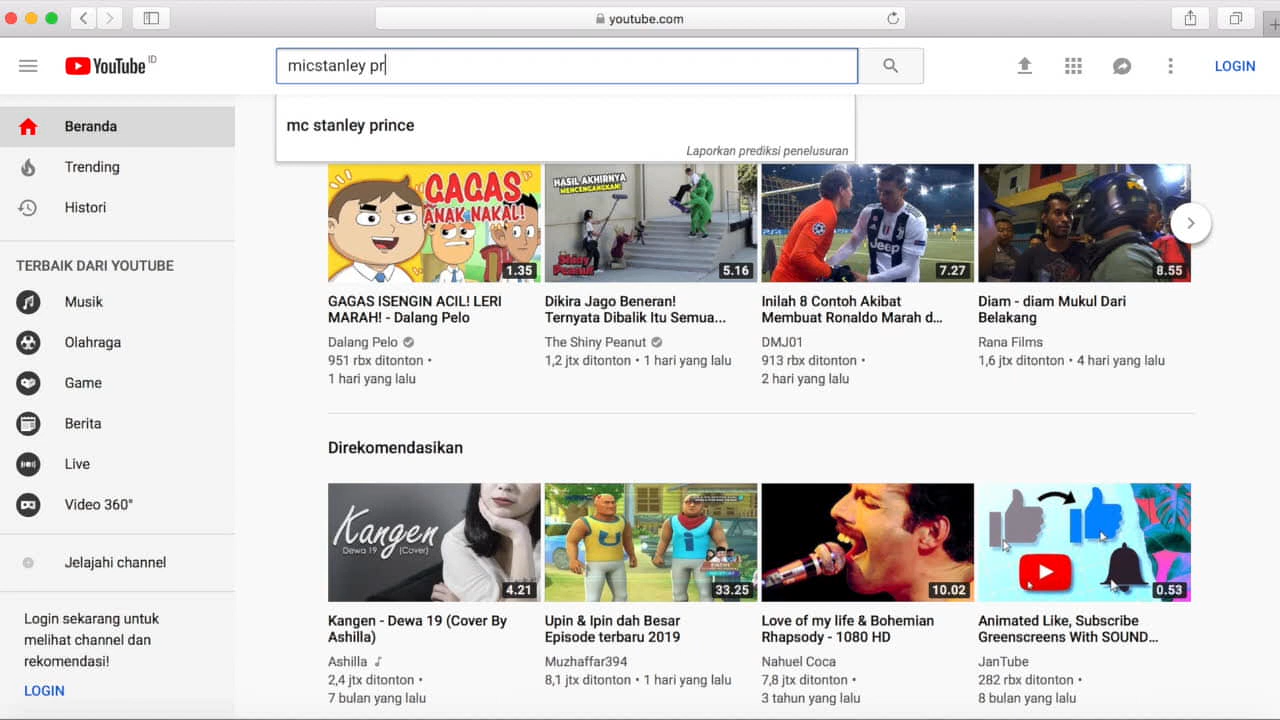 youtube.com
YouTube ID
micstanley pr
LOGIN
mc stanley prince
Laporkan prediksi penelusuran
Beranda
Trending
Histori
TERBAIK DARI YOUTUBE
Musik
Olahraga
Game
Berita
Live
Video 360°
Jelajahi channel
Login sekarang untuk
melihat channel dan
rekomendasi!
LOGIN
GAGAS
ANAK NAKAL!
1.35
GAGAS ISENGIN ACIL! LERI
MARAH! - Dalang Pelo
Dalang Pelo
951 rbx ditonton •
1 hari yang lalu
HASIL AKHIRNYA
MENCENGANGKAN!
Shiny
Peanut
5.16
Dikira Jago Beneran!
Ternyata Dibalik Itu Semua...
The Shiny Peanut
1,2 jtx ditonton • 1 hari yang lalu
Jeep
7.27
Inilah 8 Contoh Akibat
Membuat Ronaldo Marah d...
DMJ01
913 rbx ditonton •
2 hari yang lalu
8.55
Diam - diam Mukul Dari
Belakang
Rana Films
1,6 jtx ditonton • 4 hari yang lalu
Direkomendasikan
Kangen
Dewa 19 (Cover)
4.21
Kangen - Dewa 19 (Cover By
Ashilla)
Ashilla
2,4 jtx ditonton •
7 bulan yang lalu
U
i
33.25
Upin & Ipin dah Besar
Episode terbaru 2019
Muzhaffar394
8,1 jtx ditonton • 1 hari yang lalu
10.02
Love of my life & Bohemian
Rhapsody - 1080 HD
Nahuel Coca
7,8 jtx ditonton •
3 tahun yang lalu
0.53
Animated Like, Subscribe
Greenscreens With SOUND...
JanTube
282 rbx ditonton •
8 bulan yang lalu